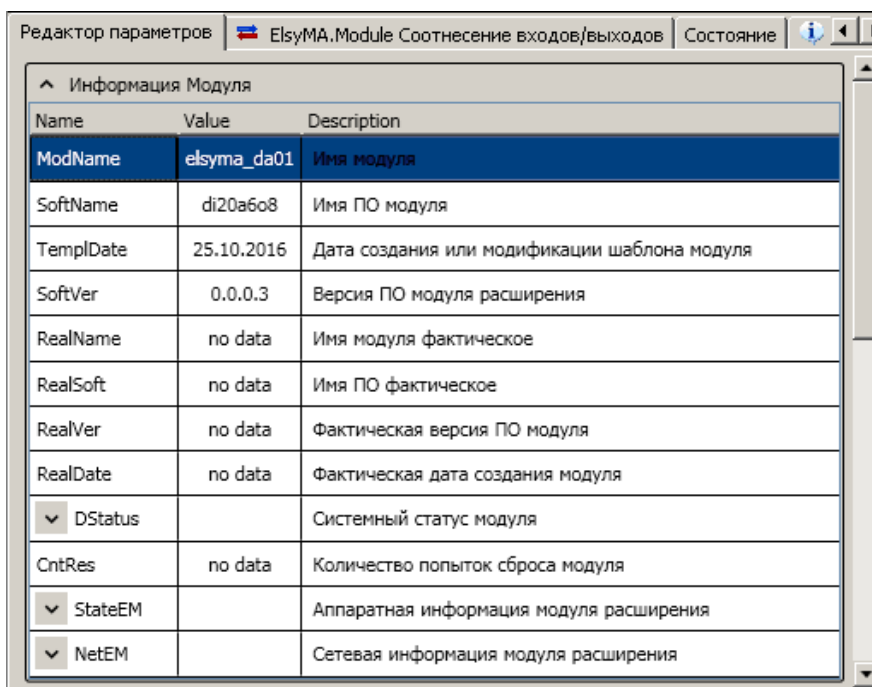 Редактор параметров ElsyMA.Module Соотнесение входов/выходов Состояние
Информация Модуля
Name Value Description
ModName elsyma_da01 Имя модуля
SoftName di20a6o8 Имя ПО модуля
TemplDate 25.10.2016 Дата создания или модификации шаблона модуля
SoftVer 0.0.0.3 Версия ПО модуля расширения
RealName no data Имя модуля фактическое
RealSoft no data Имя ПО фактическое
RealVer no data Фактическая версия ПО модуля
RealDate no data Фактическая дата создания модуля
DStatus Системный статус модуля
CntRes no data Количество попыток сброса модуля
StateEM Аппаратная информация модуля расширения
NetEM Сетевая информация модуля расширения